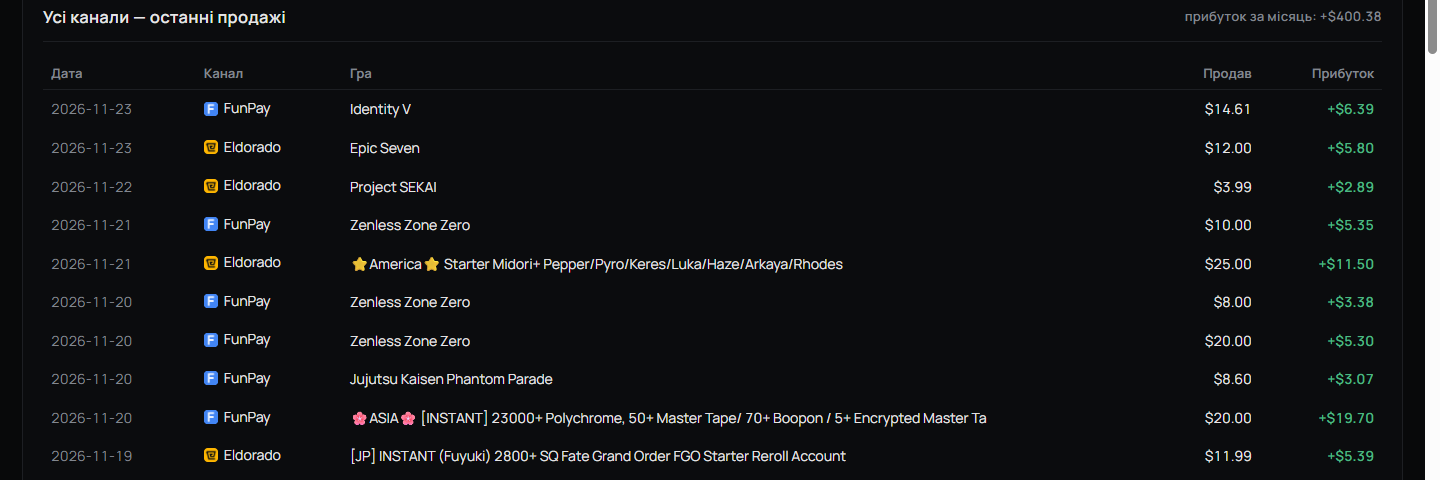 Усі канали — останні продажі прибуток за місяць: +$400.38
Дата Канал Гра Продав Прибуток
2026-11-23 F FunPay Identity V $14.61 +$6.39
2026-11-23 Eldorado Epic Seven $12.00 +$5.80
2026-11-22 Eldorado Project SEKAI $3.99 +$2.89
2026-11-21 F FunPay Zenless Zone Zero $10.00 +$5.35
2026-11-21 Eldorado ⭐America⭐ Starter Midori+ Pepper/Pyro/Keres/Luka/Haze/Arkaya/Rhodes $25.00 +$11.50
2026-11-20 F FunPay Zenless Zone Zero $8.00 +$3.38
2026-11-20 F FunPay Zenless Zone Zero $20.00 +$5.30
2026-11-20 F FunPay Jujutsu Kaisen Phantom Parade $8.60 +$3.07
2026-11-20 F FunPay 🌸ASIA🌸 [INSTANT] 23000+ Polychrome, 50+ Master Tape/ 70+ Boopon / 5+ Encrypted Master Ta $20.00 +$19.70
2026-11-19 Eldorado [JP] INSTANT (Fuyuki) 2800+ SQ Fate Grand Order FGO Starter Reroll Account $11.99 +$5.39